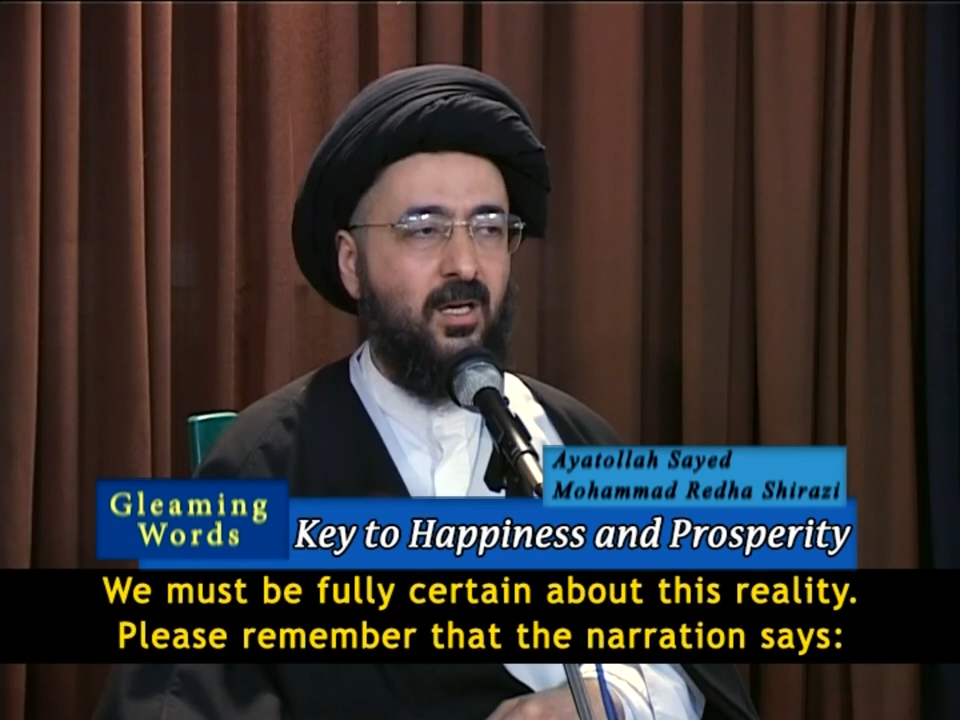 Ayatollah Sayed
Mohammad Redha Shirazi
Gleaming
Words
Key to Happiness and Prosperity
We must be fully certain about this reality.
Please remember that the narration says: